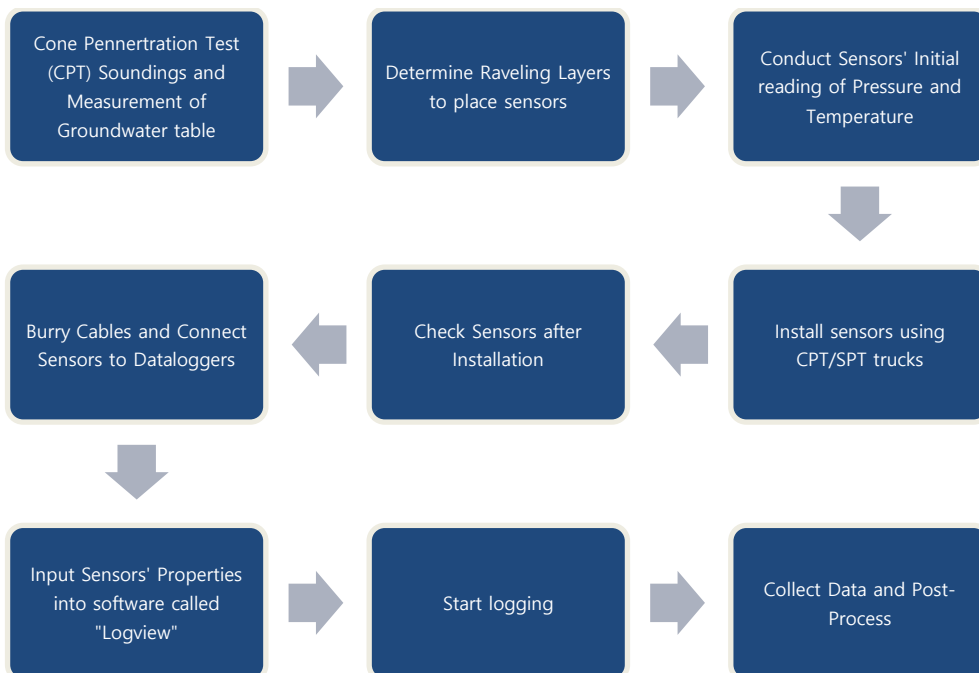 Cone Pennertration Test
(CPT) Soundings and
Measurement of
Groundwater table
Determine Raveling Layers
to place sensors
Conduct Sensors' Initial
reading of Pressure and
Temperature
Install sensors using
CPT/SPT trucks
Check Sensors after
Installation
Burry Cables and Connect
Sensors to Dataloggers
Input Sensors' Properties
into software called
"Logview"
Start logging
Collect Data and Post-
Process